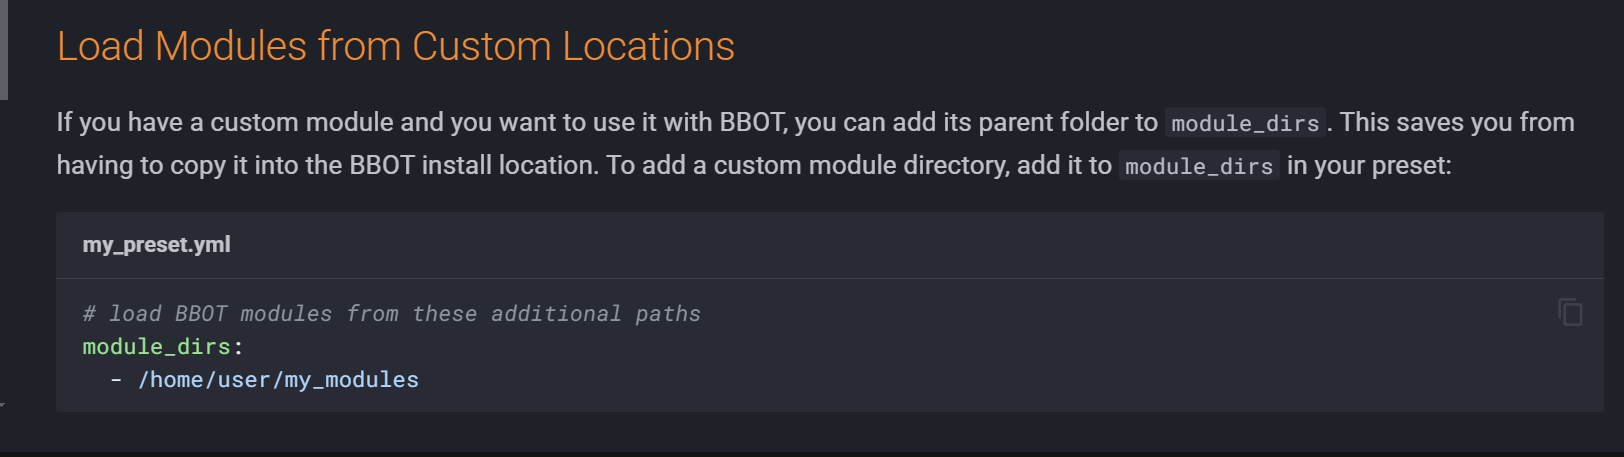 Load Modules from Custom Locations
If you have a custom module and you want to use it with BBOT, you can add its parent folder to module_dirs. This saves you from
having to copy it into the BBOT install location. To add a custom module directory, add it to module_dirs in your preset:
my_preset.yml
# load BBOT modules from these additional paths
module_dirs:
  - /home/user/my_modules